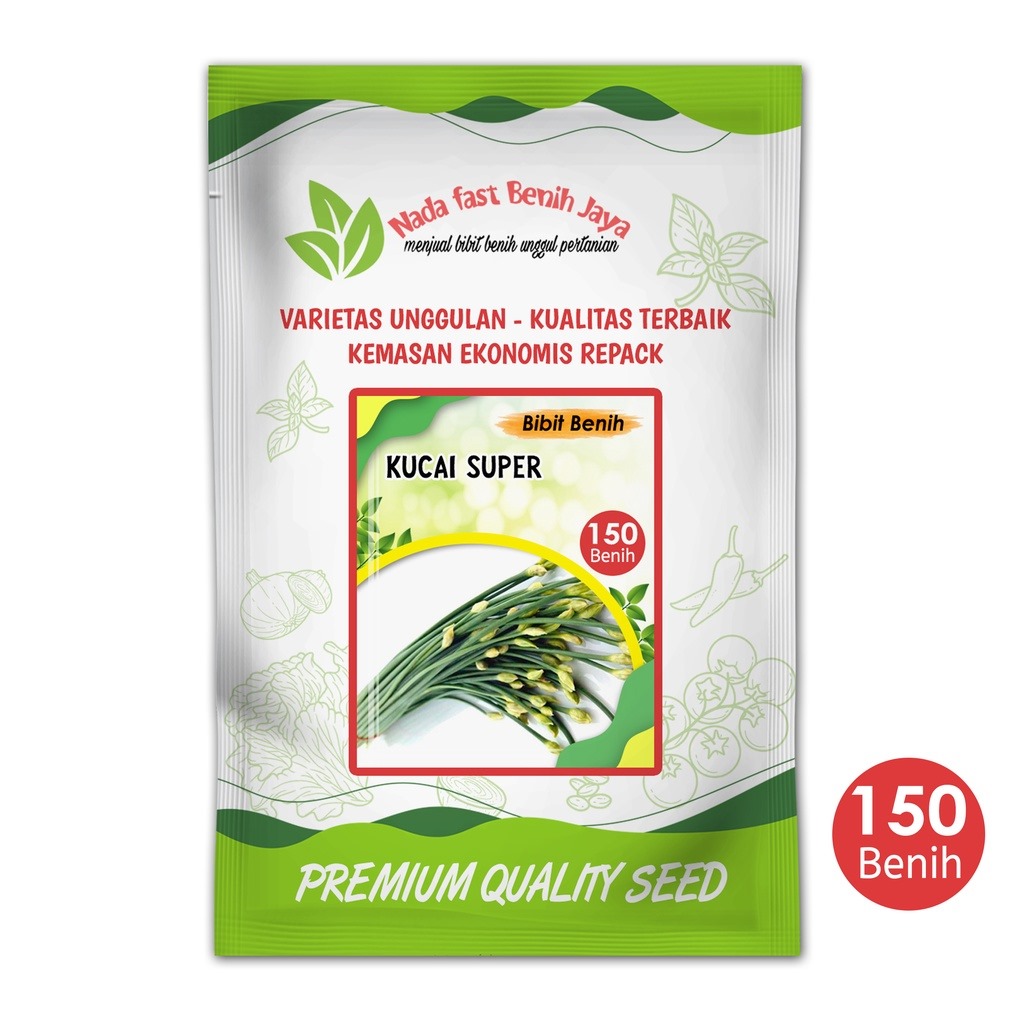 Nada fast Benih Jaya
menjual bibit benih unggul pertanian
VARIETAS UNGGULAN - KUALITAS TERBAIK
KEMASAN EKONOMIS REPACK
Bibit Benih
KUCAI SUPER
150
Benih
PREMIUM QUALITY SEED
150
Benih